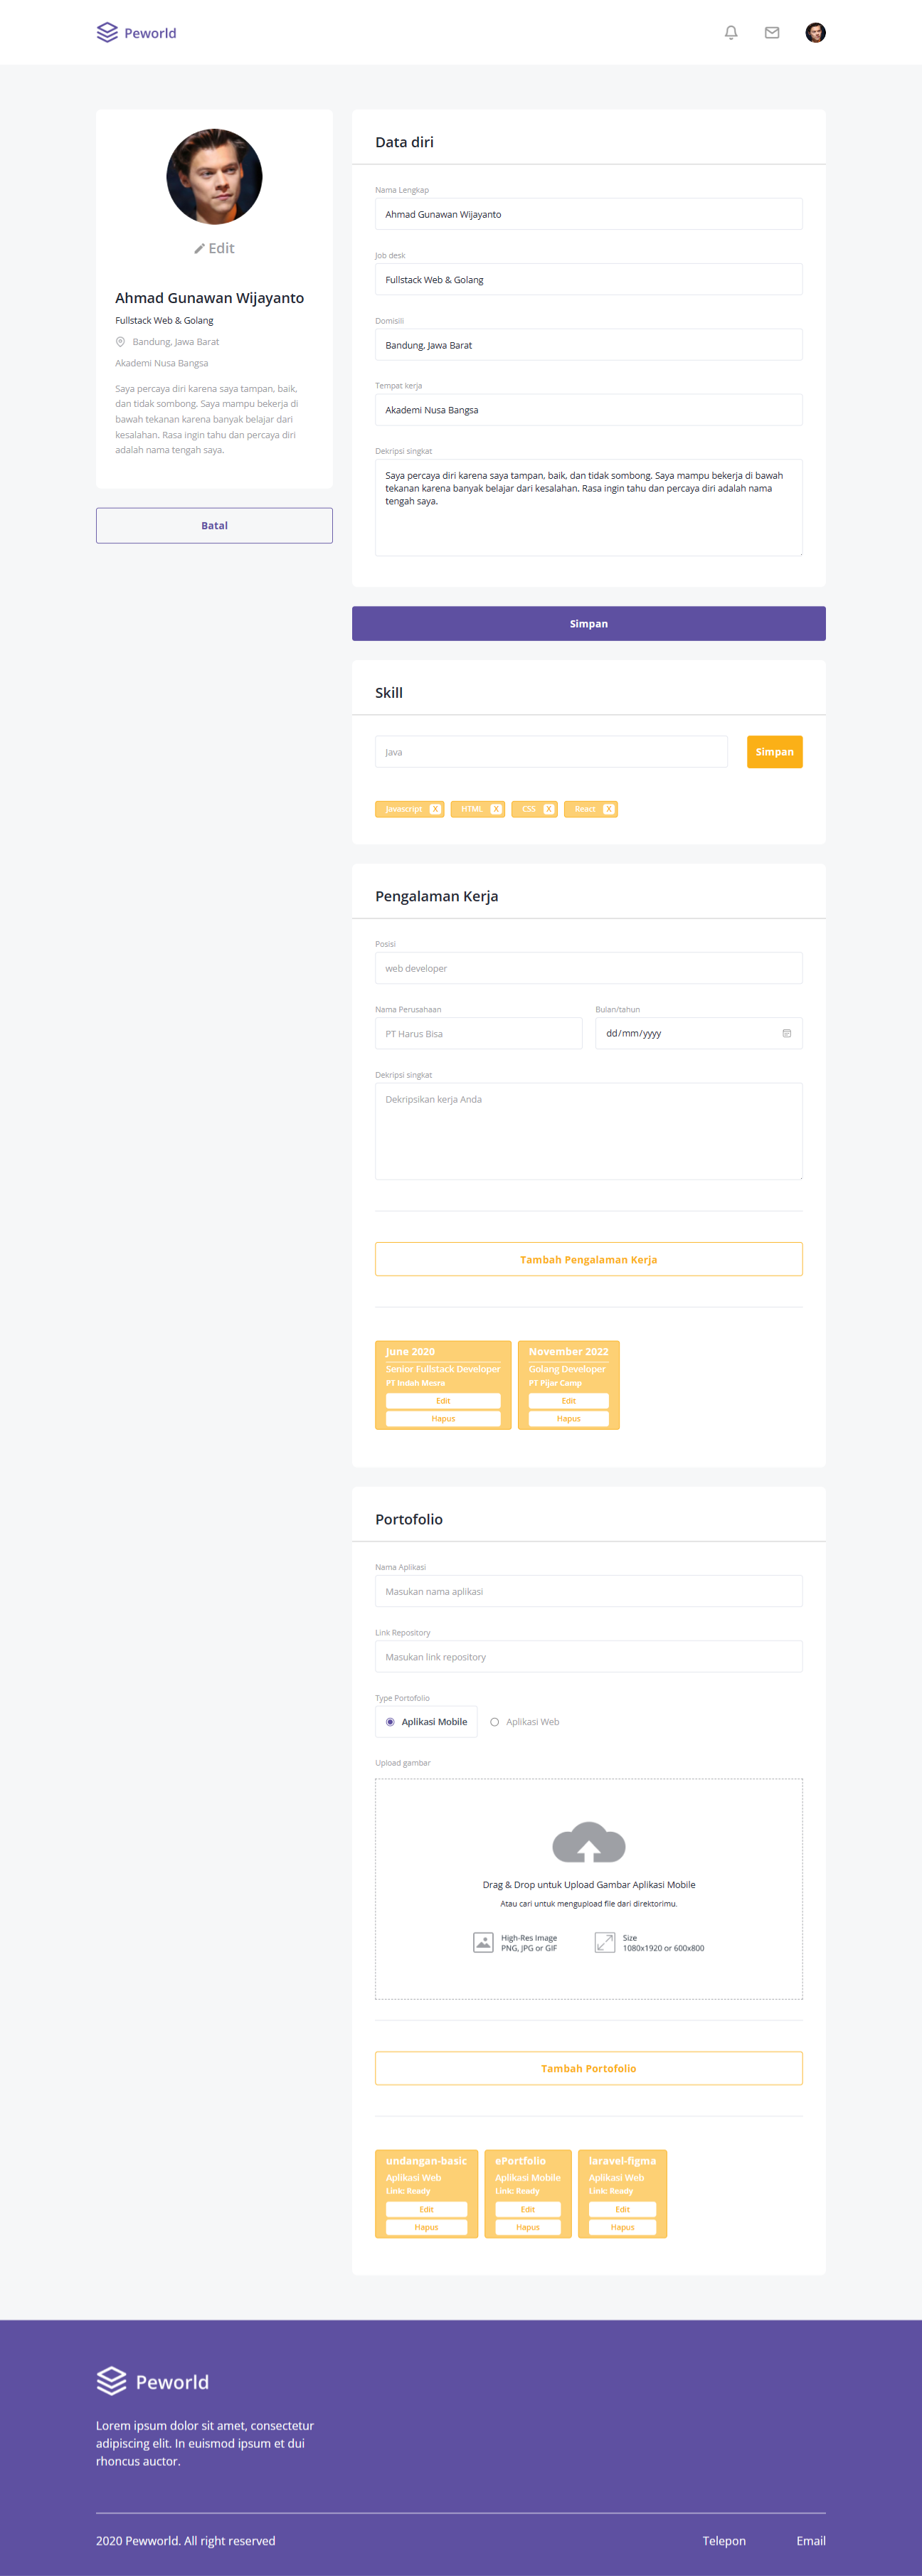 Peworld
Edit
Ahmad Gunawan Wijayanto
Fullstack Web & Golang
Bandung, Jawa Barat
Akademi Nusa Bangsa
Saya percaya diri karena saya tampan, baik,
dan tidak sombong. Saya mampu bekerja di
bawah tekanan karena banyak belajar dari
kesalahan. Rasa ingin tahu dan percaya diri
adalah nama tengah saya.
Batal
Data diri
Nama Lengkap
Ahmad Gunawan Wijayanto
Job desk
Fullstack Web & Golang
Domisili
Bandung, Jawa Barat
Tempat kerja
Akademi Nusa Bangsa
Dekripsi singkat
Saya percaya diri karena saya tampan, baik, dan tidak sombong. Saya mampu bekerja di bawah
tekanan karena banyak belajar dari kesalahan. Rasa ingin tahu dan percaya diri adalah nama
tengah saya.
Simpan
Skill
Java
Simpan
Javascript X HTML X CSS X React X
Pengalaman Kerja
Posisi
web developer
Nama Perusahaan Bulan/tahun
PT Harus Bisa dd/mm/yyyy
Dekripsi singkat
Dekripsikan kerja Anda
Tambah Pengalaman Kerja
June 2020
Senior Fullstack Developer
PT Indah Mesra
Edit
Hapus
November 2022
Golang Developer
PT Pijar Camp
Edit
Hapus
Portofolio
Nama Aplikasi
Masukan nama aplikasi
Link Repository
Masukan link repository
Type Portofolio
Aplikasi Mobile Aplikasi Web
Upload gambar
Drag & Drop untuk Upload Gambar Aplikasi Mobile
Atau cari untuk mengupload file dari direktorimu.
High-Res Image
PNG, JPG or GIF
Size
1080x1920 or 600x800
Tambah Portofolio
undangan-basic
Aplikasi Web
Link: Ready
Edit
Hapus
ePortfolio
Aplikasi Mobile
Link: Ready
Edit
Hapus
laravel-figma
Aplikasi Web
Link: Ready
Edit
Hapus
Peworld
Lorem ipsum dolor sit amet, consectetur
adipiscing elit. In euismod ipsum et dui
rhoncus auctor.
2020 Pewworld. All right reserved
Telepon Email